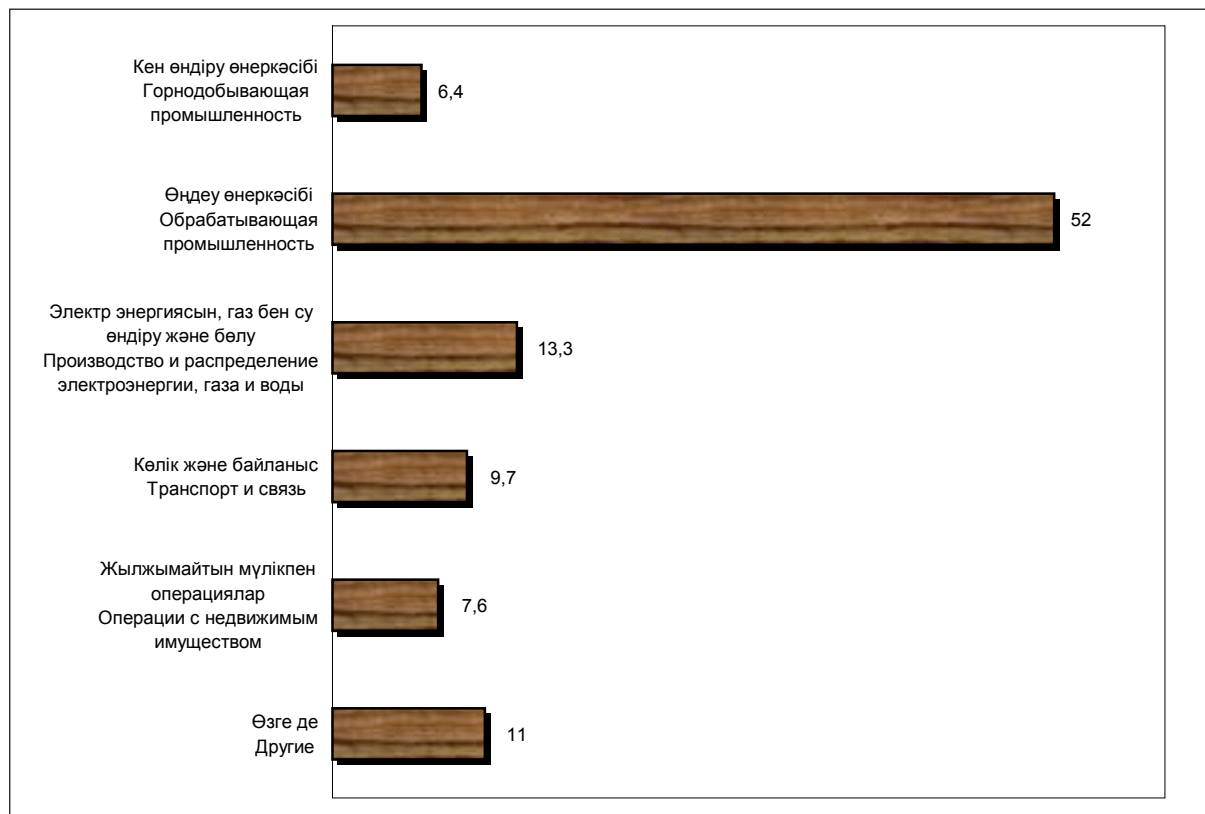 Кен өндіру өнеркәсібі
Горнодобывающая
промышленность
6,4
Өңдеу өнеркәсібі
Обрабатывающая
промышленность
52
Электр энергиясын, газ бен су
өндіру және бөлу
Производство и распределение
электроэнергии, газа и воды
13,3
Көлік және байланыс
Транспорт и связь
9,7
Жылжымайтын мүлікпен
операциялар
Операции с недвижимым
имуществом
7,6
Өзге де
Другие
11